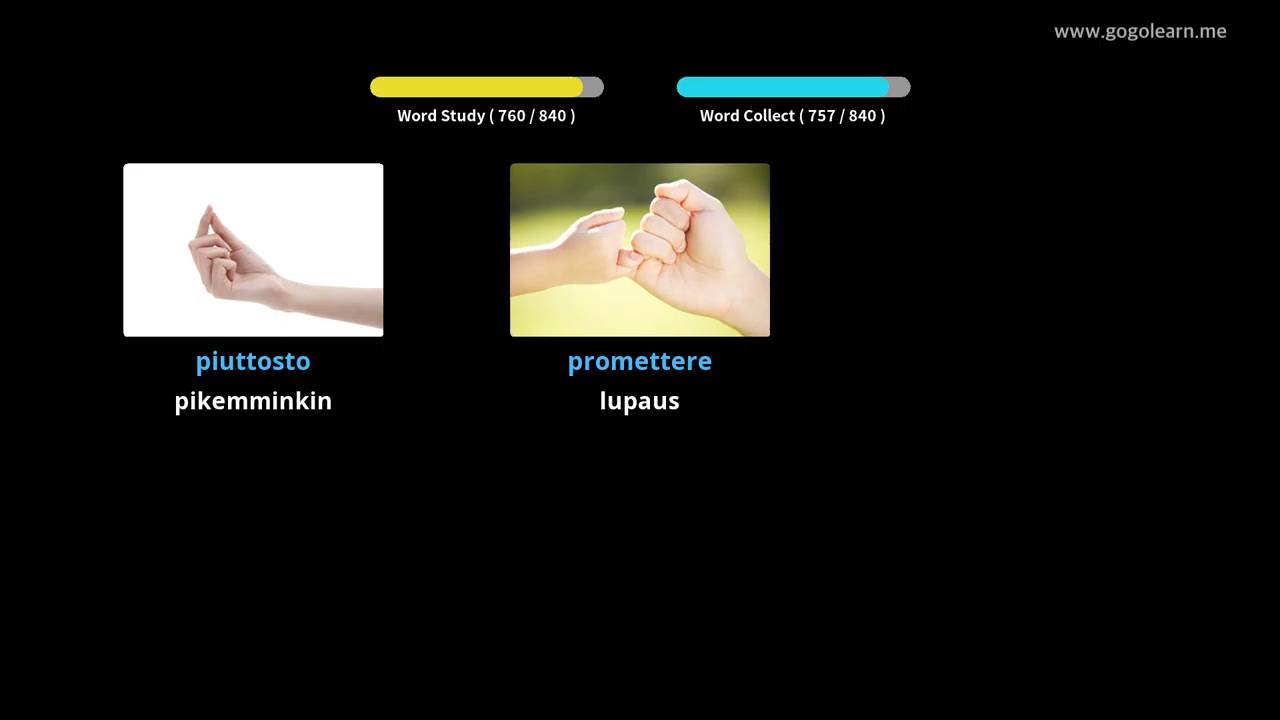 www.gogolearn.me
Word Study ( 760 / 840 )
Word Collect ( 757 / 840 )
piuttosto
promettere
pikemminkin
lupaus